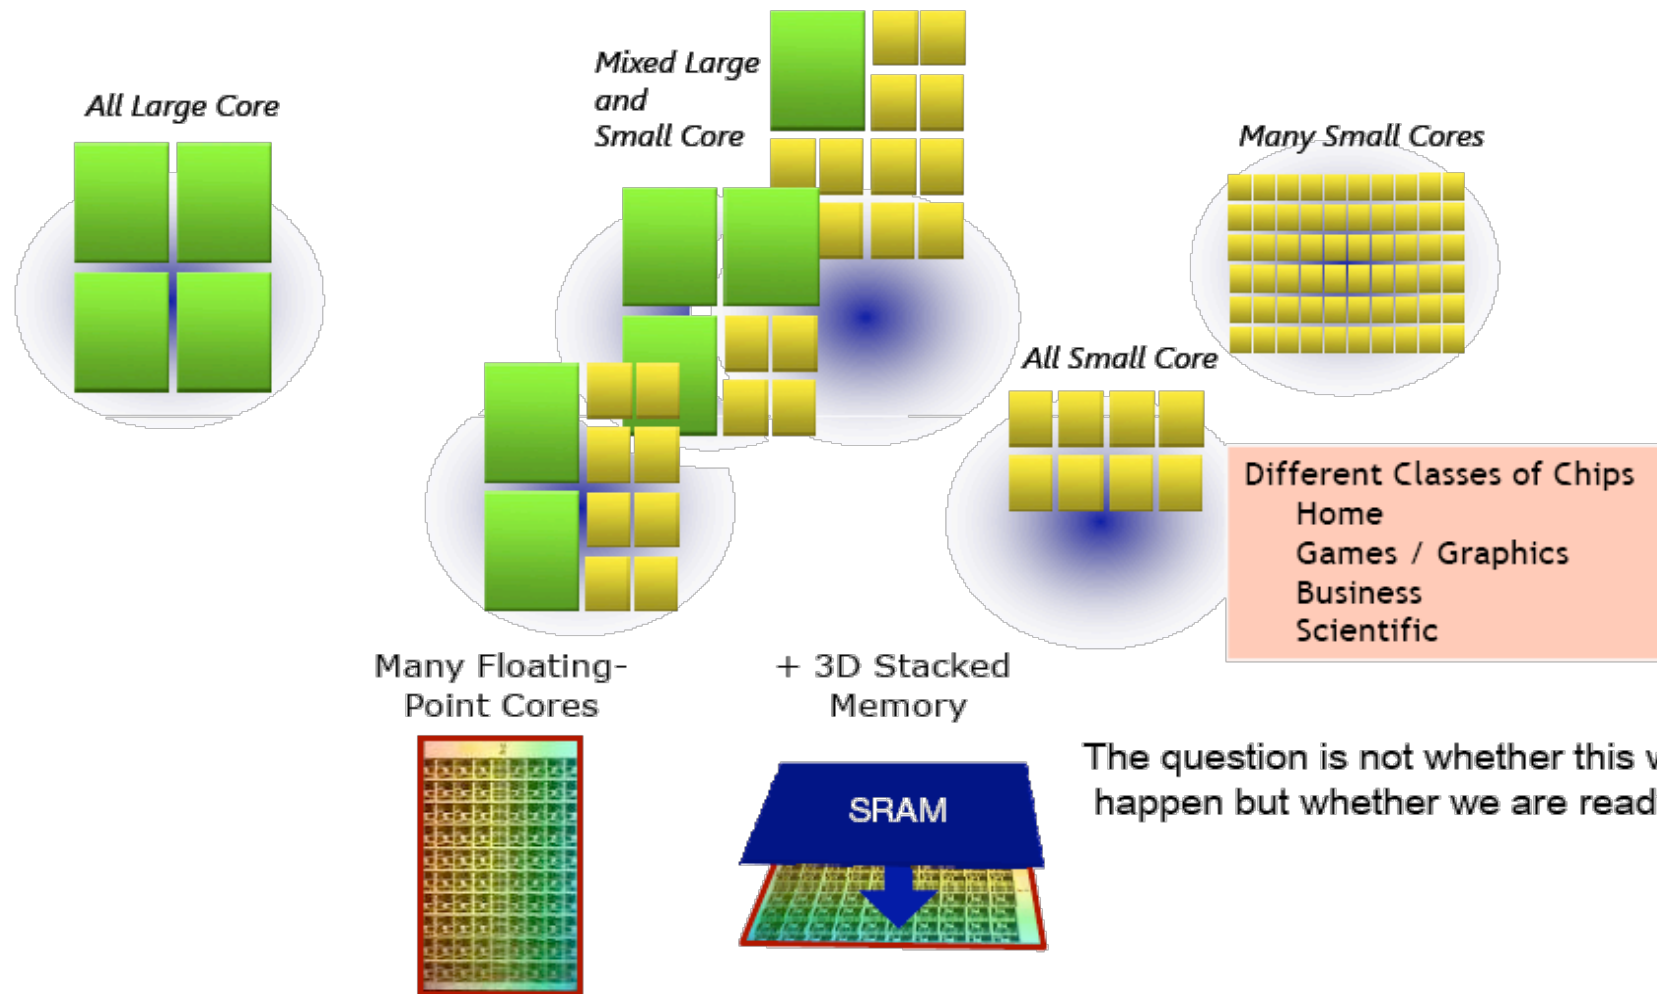 All Large Core
Mixed Large
and
Small Core
Many Small Cores
All Small Core
Different Classes of Chips
Home
Games / Graphics
Business
Scientific
Many Floating-
Point Cores
+ 3D Stacked
Memory
SRAM
The question is not whether this
happen but whether we are